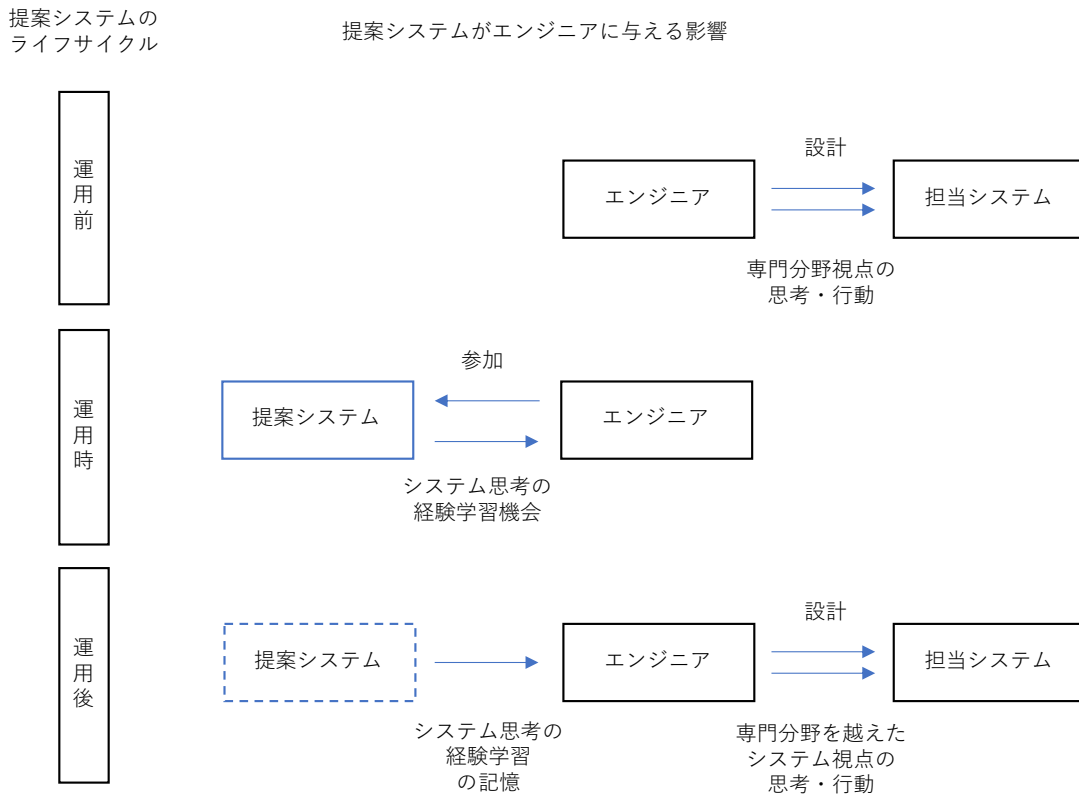 提案システムの
ライフサイクル
提案システムがエンジニアに与える影響
運用前
設計
エンジニア
担当システム
専門分野視点の
思考・行動
運用時
参加
提案システム
エンジニア
システム思考の
経験学習機会
運用後
設計
提案システム
エンジニア
担当システム
システム思考の
経験学習
の記憶
専門分野を越えた
システム視点の
思考・行動